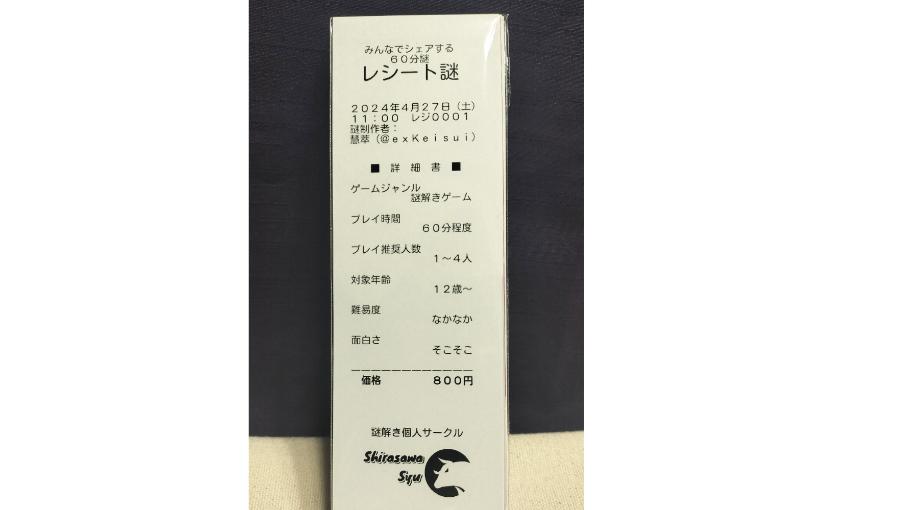 みんなでシェアする
６０分謎
レシート謎
２０２４年４月２７日（土）
１１：００　レジ０００１
謎制作者：
慧萃（＠ｅｘＫｅｉｓｕｉ）
■　詳　細　書　■
ゲームジャンル
謎解きゲーム
プレイ時間
６０分程度
プレイ推奨人数
１～４人
対象年齢
１２歳～
難易度
なかなか
面白さ
そこそこ
価格　８００円
謎解き個人サークル
Shirasawa
Siyu